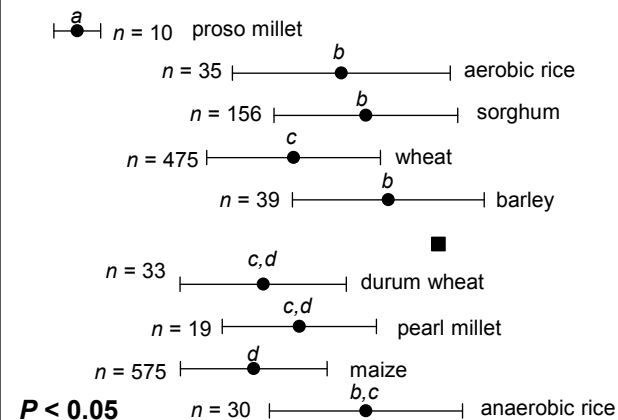 a
n = 10 proso millet
b
n = 35 aerobic rice
b
n = 156 sorghum
c
n = 475 wheat
b
n = 39 barley
c,d
n = 33 durum wheat
c,d
n = 19 pearl millet
d
n = 575 maize
b,c
P < 0.05 n = 30 anaerobic rice